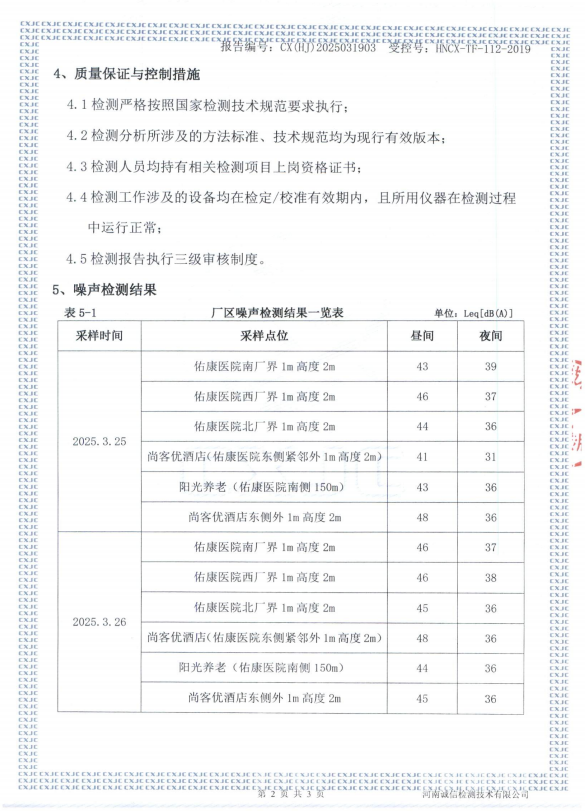 报告编号：CX(HJ)2025031903 受控号：HNCX-TF-112-2019
4、质量保证与控制措施
4.1 检测严格按照国家检测技术规范要求执行；
4.2 检测分析所涉及的方法标准、技术规范均为现行有效版本；
4.3 检测人员均持有相关检测项目上岗资格证书；
4.4 检测工作涉及的设备均在检定/校准有效期内，且所用仪器在检测过程
中运行正常；
4.5 检测报告执行三级审核制度。
5、噪声检测结果
表 5-1 厂区噪声检测结果一览表 单位：Leq[dB(A)]
采样时间 采样点位 昼间 夜间
2025.3.25
佑康医院南厂界 1m 高度 2m 43 39
佑康医院西厂界 1m 高度 2m 46 37
佑康医院北厂界 1m 高度 2m 44 36
尚客优酒店(佑康医院东侧紧邻外 1m 高度 2m) 41 31
阳光养老（佑康医院南侧 150m） 43 36
尚客优酒店东侧外 1m 高度 2m 48 36
2025.3.26
佑康医院南厂界 1m 高度 2m 46 37
佑康医院西厂界 1m 高度 2m 46 38
佑康医院北厂界 1m 高度 2m 45 36
尚客优酒店(佑康医院东侧紧邻外 1m 高度 2m) 48 36
阳光养老（佑康医院南侧 150m） 44 36
尚客优酒店东侧外 1m 高度 2m 45 36
第 2 页 共 3 页 河南诚信检测技术有限公司